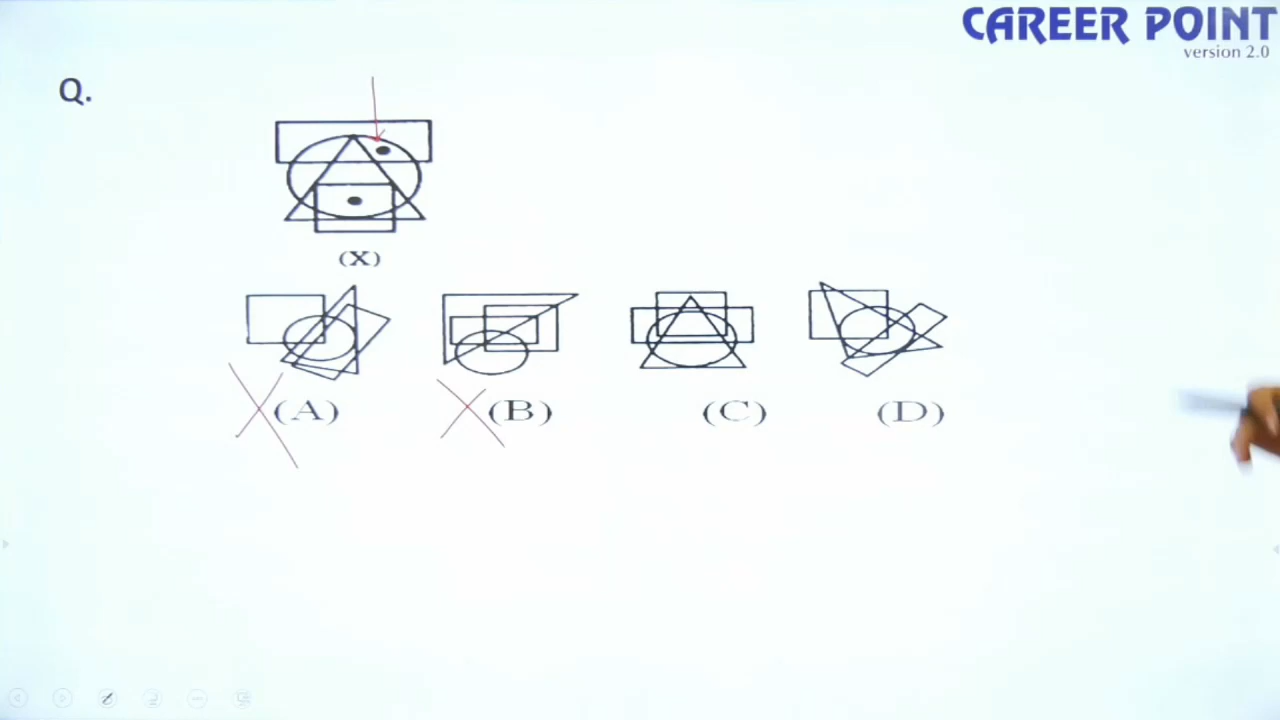 CAREER POINT
version 2.0
Q.
(X)
(A) (B) (C) (D)